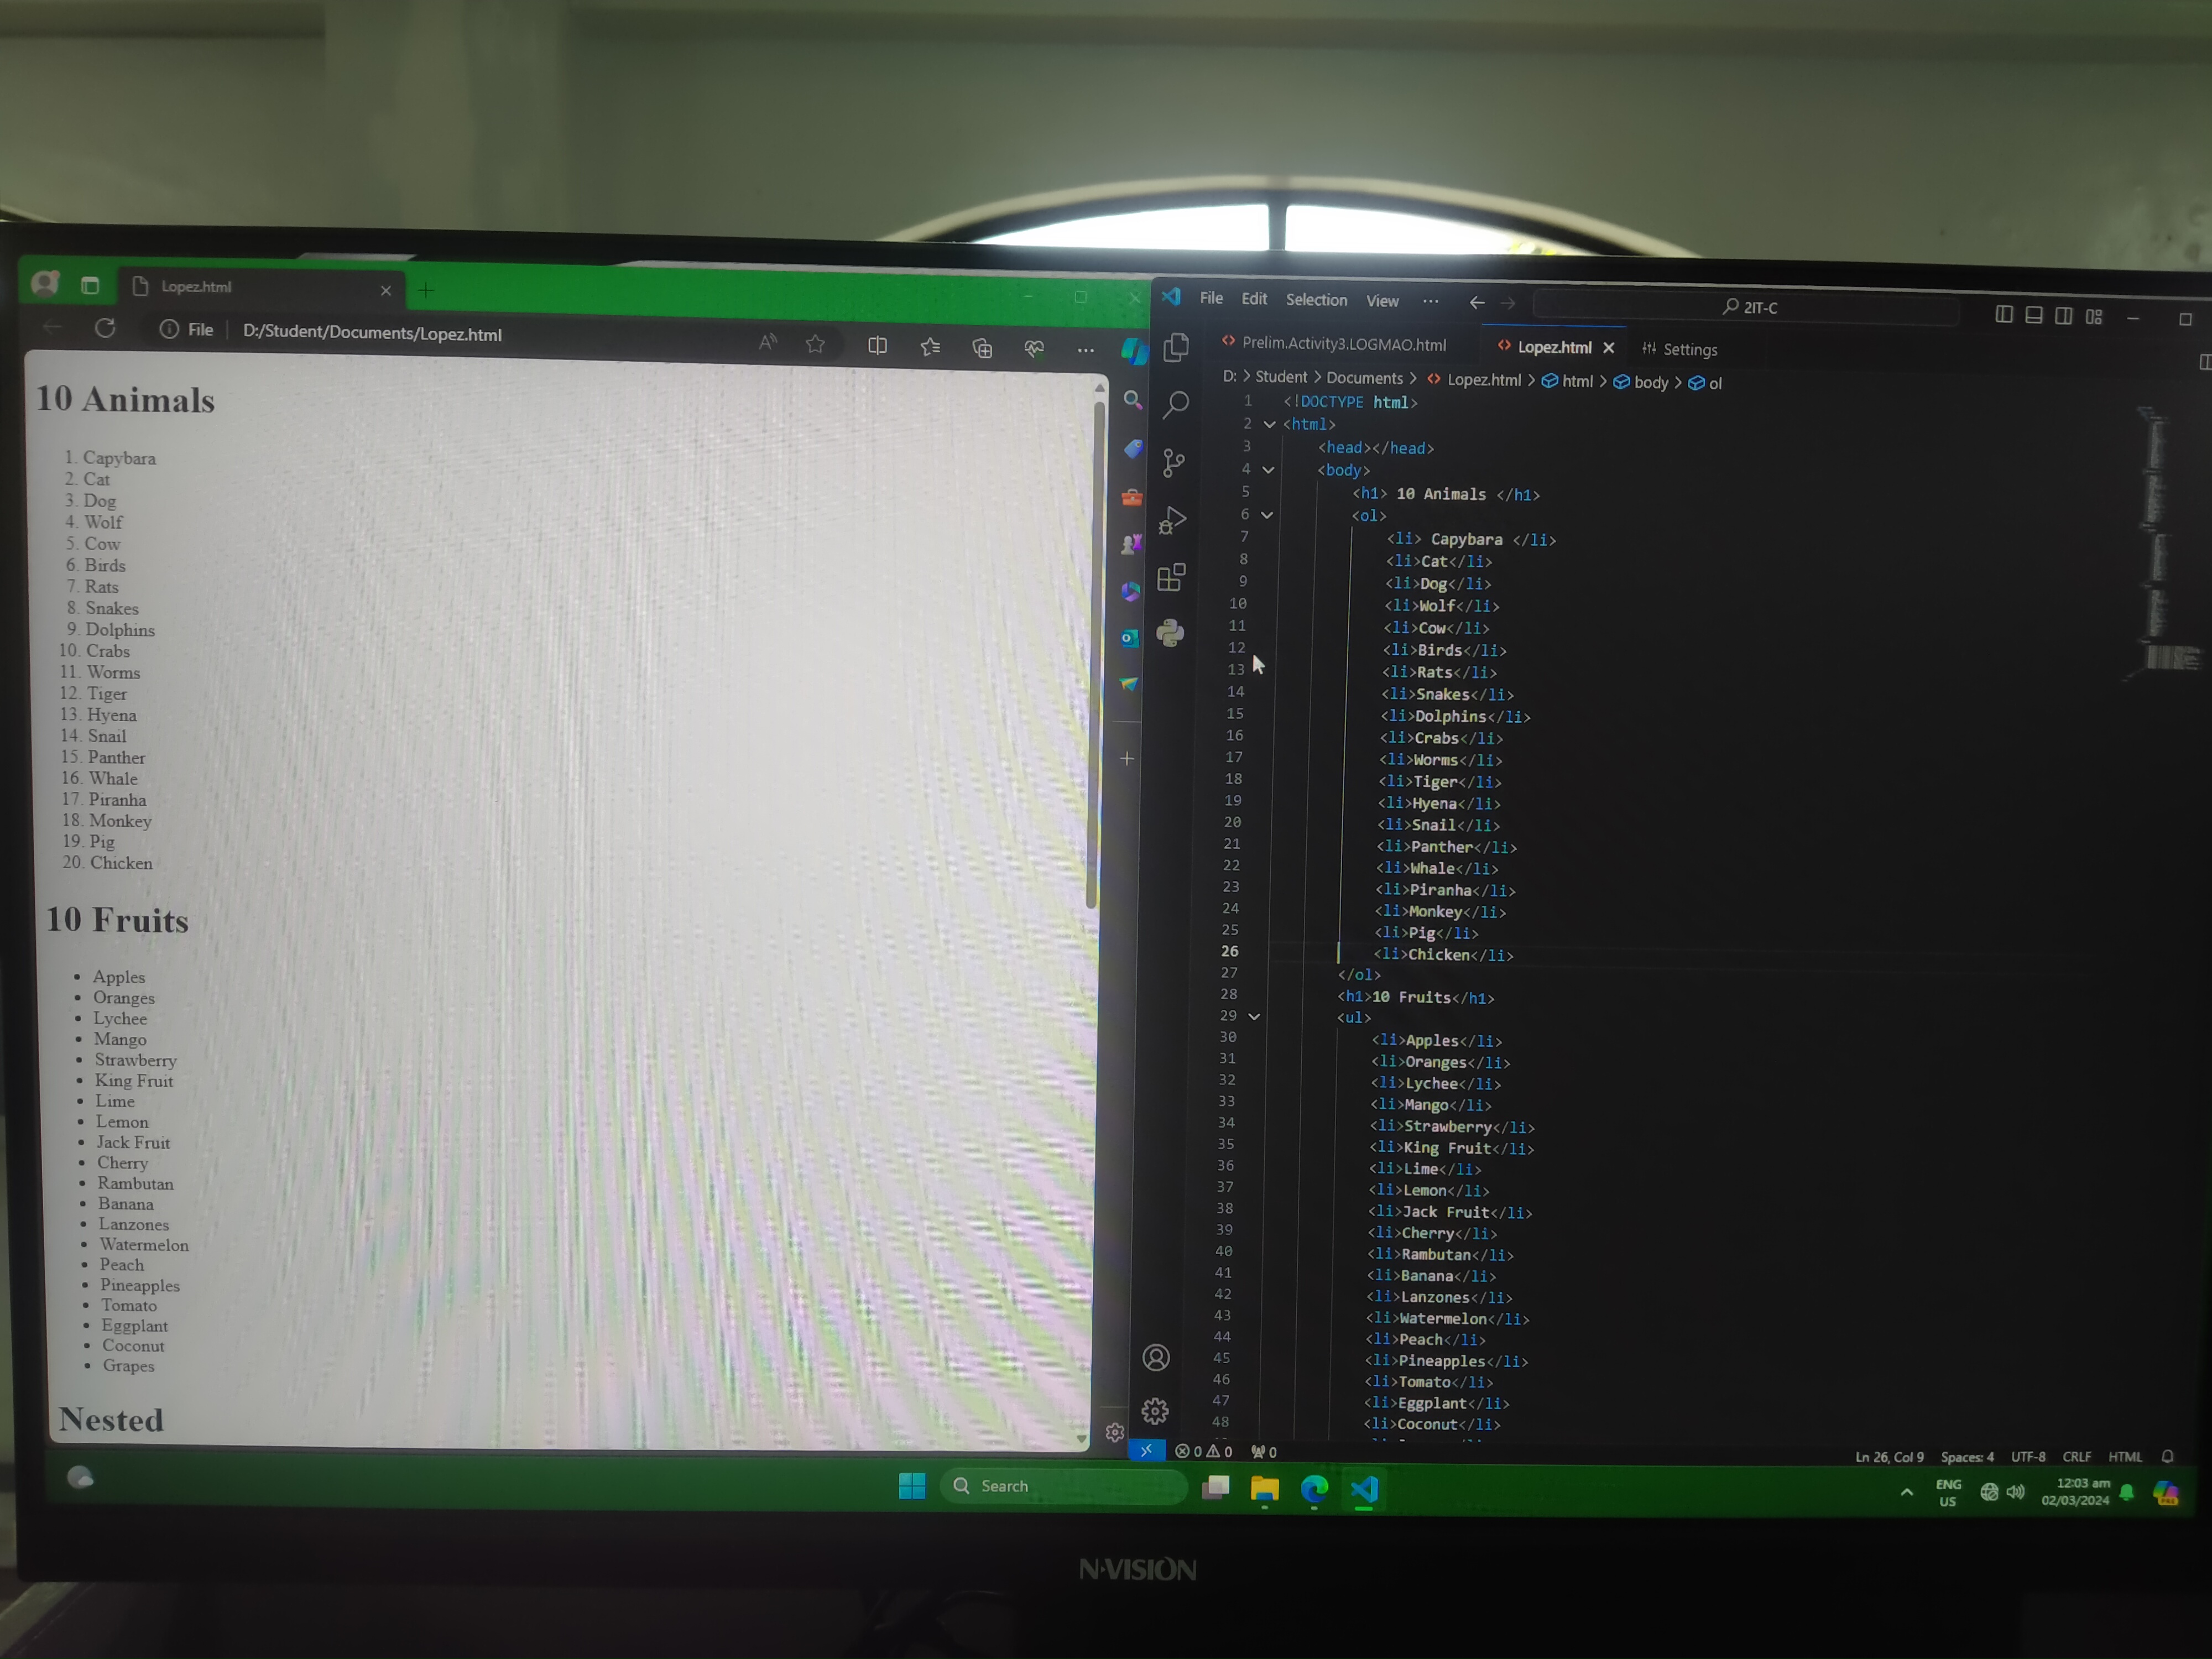 Lopez.html
File
D:/Student/Documents/Lopez.html
10 Animals
1. Capybara
2. Cat
3. Dog
4. Wolf
5. Cow
6. Birds
7. Rats
8. Snakes
9. Dolphins
10. Crabs
11. Worms
12. Tiger
13. Hyena
14. Snail
15. Panther
16. Whale
17. Piranha
18. Monkey
19. Pig
20. Chicken
10 Fruits
• Apples
• Oranges
• Lychee
• Mango
• Strawberry
• King Fruit
• Lime
• Lemon
• Jack Fruit
• Cherry
• Rambutan
• Banana
• Lanzones
• Watermelon
• Peach
• Pineapples
• Tomato
• Eggplant
• Coconut
• Grapes
Nested
File Edit Selection View ...
2IT-C
Prelim.Activity3.LOGMAO.html
Lopez.html
Settings
D: > Student > Documents > Lopez.html > html > body > ol
1 <!DOCTYPE html>
2 <html>
3 <head></head>
4 <body>
5 <h1> 10 Animals </h1>
6 <ol>
7 <li> Capybara </li>
8 <li>Cat</li>
9 <li>Dog</li>
10 <li>Wolf</li>
11 <li>Cow</li>
12 <li>Birds</li>
13 <li>Rats</li>
14 <li>Snakes</li>
15 <li>Dolphins</li>
16 <li>Crabs</li>
17 <li>Worms</li>
18 <li>Tiger</li>
19 <li>Hyena</li>
20 <li>Snail</li>
21 <li>Panther</li>
22 <li>Whale</li>
23 <li>Piranha</li>
24 <li>Monkey</li>
25 <li>Pig</li>
26 <li>Chicken</li>
27 </ol>
28 <h1>10 Fruits</h1>
29 <ul>
30 <li>Apples</li>
31 <li>Oranges</li>
32 <li>Lychee</li>
33 <li>Mango</li>
34 <li>Strawberry</li>
35 <li>King Fruit</li>
36 <li>Lime</li>
37 <li>Lemon</li>
38 <li>Jack Fruit</li>
39 <li>Cherry</li>
40 <li>Rambutan</li>
41 <li>Banana</li>
42 <li>Lanzones</li>
43 <li>Watermelon</li>
44 <li>Peach</li>
45 <li>Pineapples</li>
46 <li>Tomato</li>
47 <li>Eggplant</li>
48 <li>Coconut</li>
0 0 0
Ln 26, Col 9 Spaces: 4 UTF-8 CRLF HTML
Search
ENG
US
12:03 am
02/03/2024
N-VISION